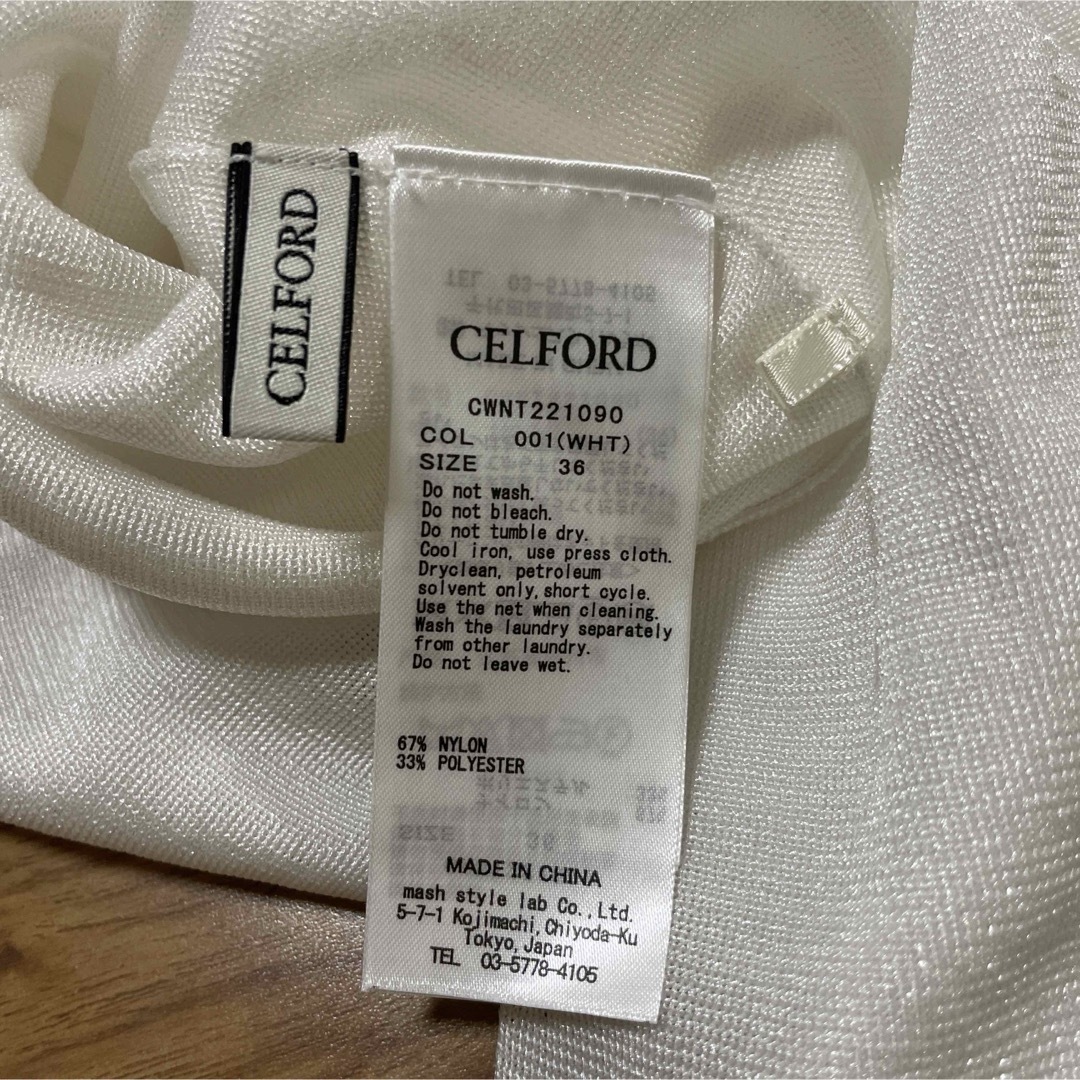 CELFORD
CELFORD
CWNT221090
COL 001(WHT)
SIZE 36
Do not wash.
Do not bleach.
Do not tumble dry.
Cool iron, use press cloth.
Dryclean, petroleum
solvent only,short cycle.
Use the net when cleaning.
Wash the laundry separately
from other laundry.
Do not leave wet.
67% NYLON
33% POLYESTER
MADE IN CHINA
mash style lab Co.,Ltd.
5-7-1 Kojimachi,Chiyoda-Ku
Tokyo,Japan
TEL 03-5778-4105